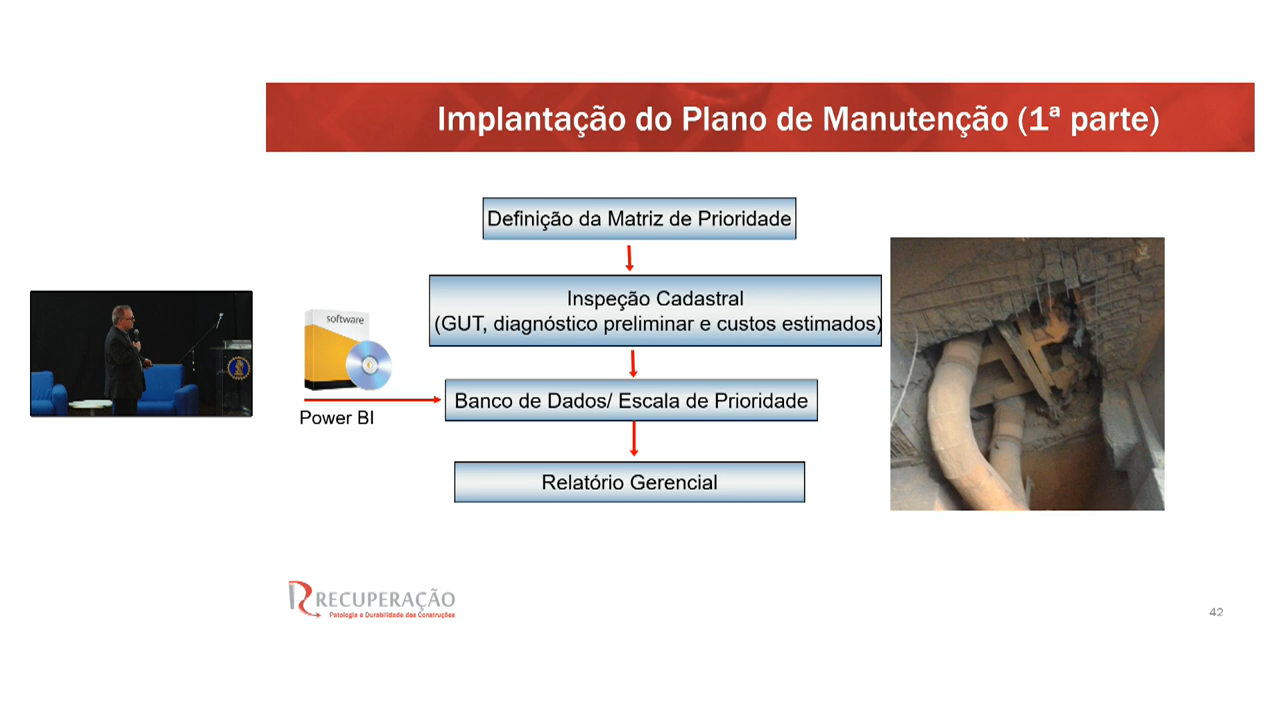 Implantação do Plano de Manutenção (1ª parte)
Definição da Matriz de Prioridade
Inspeção Cadastral
(GUT, diagnóstico preliminar e custos estimados)
software
Power BI
Banco de Dados/ Escala de Prioridade
Relatório Gerencial
RECUPERAÇÃO
Patologia e Durabilidade das Construções
42